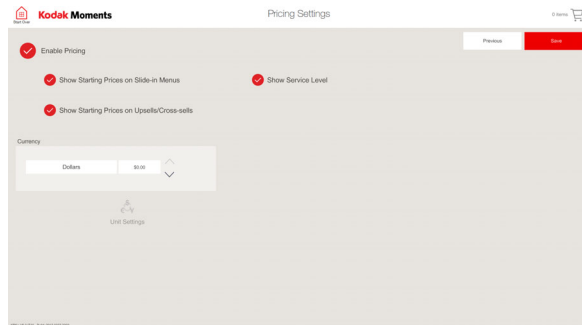 Kodak Moments
Pricing Settings
0 items
Start Over
Previous
Save
Enable Pricing
Show Starting Prices on Slide-in Menus
Show Service Level
Show Starting Prices on Upsells/Cross-sells
Currency
Dollars
$0.00
Unit Settings